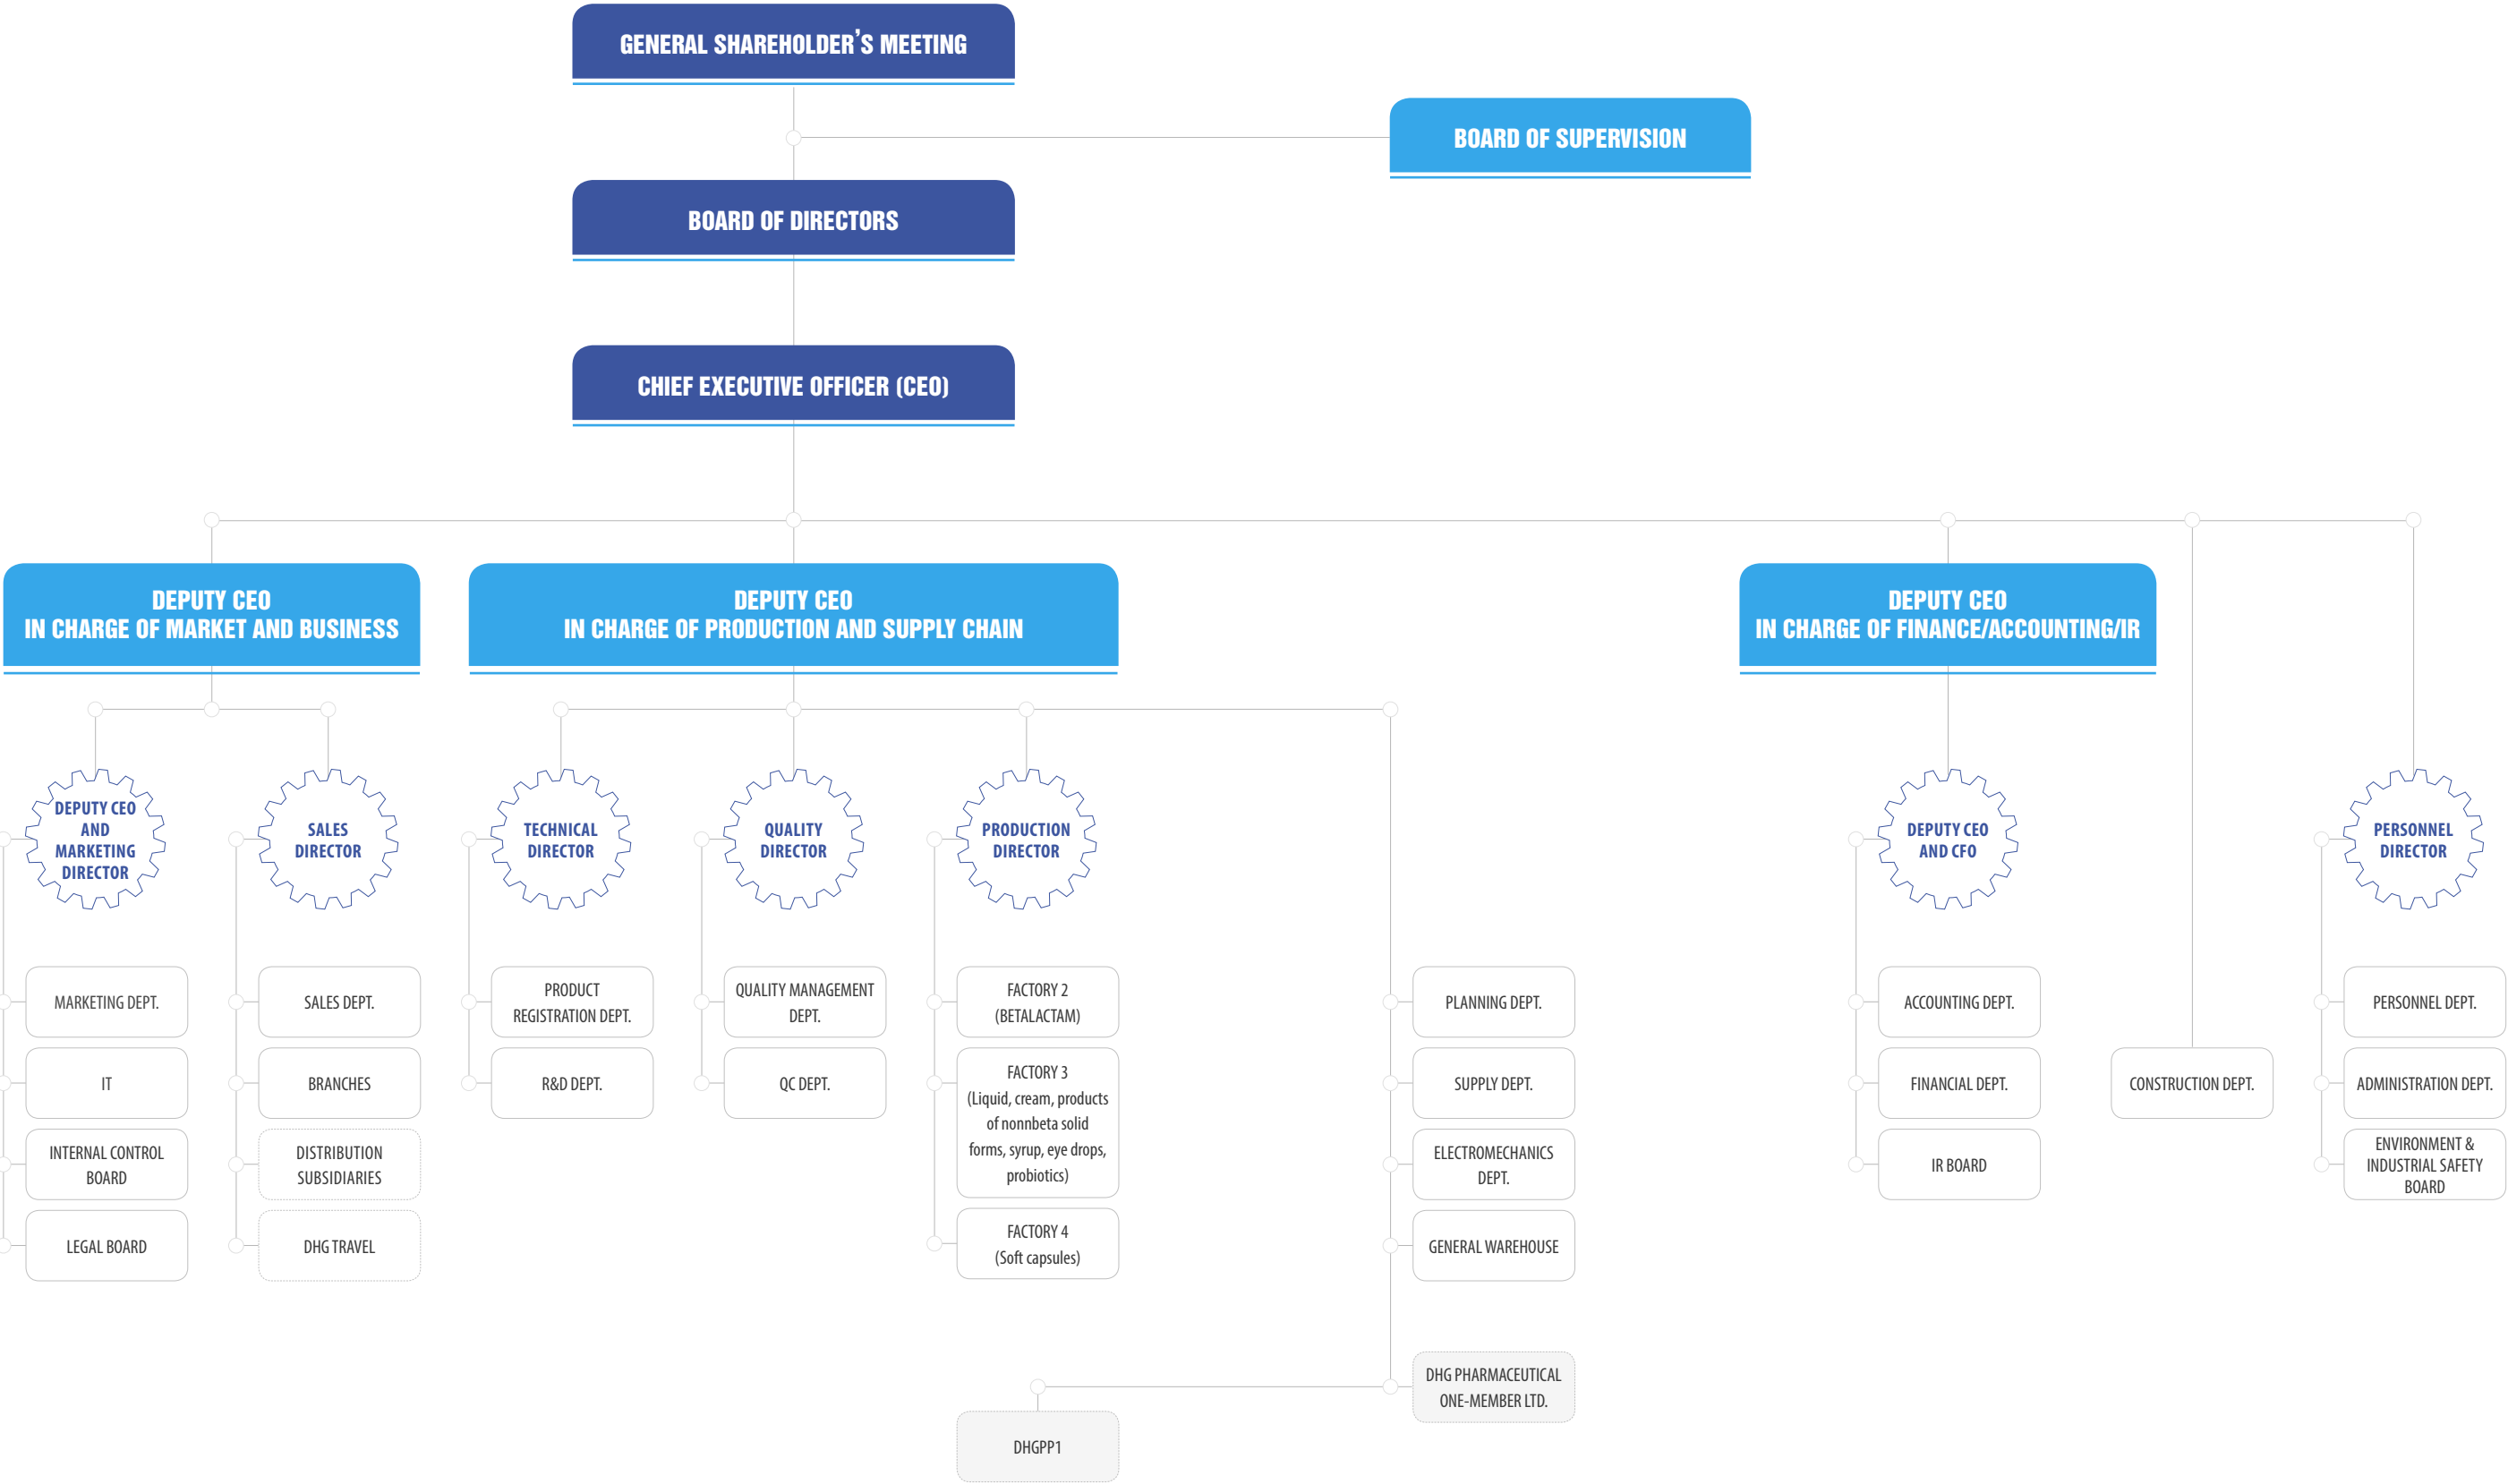 GENERAL SHAREHOLDER'S MEETING
BOARD OF SUPERVISION
BOARD OF DIRECTORS
CHIEF EXECUTIVE OFFICER (CEO)
DEPUTY CEO
IN CHARGE OF MARKET AND BUSINESS
DEPUTY CEO
IN CHARGE OF PRODUCTION AND SUPPLY CHAIN
DEPUTY CEO
IN CHARGE OF FINANCE/ACCOUNTING/IR
DEPUTY CEO
AND
MARKETING
DIRECTOR
SALES
DIRECTOR
TECHNICAL
DIRECTOR
QUALITY
DIRECTOR
PRODUCTION
DIRECTOR
DEPUTY CEO
AND CFO
PERSONNEL
DIRECTOR
MARKETING DEPT.
IT
INTERNAL CONTROL
BOARD
LEGAL BOARD
SALES DEPT.
BRANCHES
DISTRIBUTION
SUBSIDIARIES
DHG TRAVEL
PRODUCT
REGISTRATION DEPT.
R&D DEPT.
QUALITY MANAGEMENT
DEPT.
QC DEPT.
FACTORY 2
(BETALACTAM)
FACTORY 3
(Liquid, cream, products
of nonnbeta solid
forms, syrup, eye drops,
probiotics)
FACTORY 4
(Soft capsules)
PLANNING DEPT.
SUPPLY DEPT.
ELECTROMECHANICS
DEPT.
GENERAL WAREHOUSE
DHG PHARMACEUTICAL
ONE-MEMBER LTD.
DHGPP1
ACCOUNTING DEPT.
FINANCIAL DEPT.
IR BOARD
CONSTRUCTION DEPT.
PERSONNEL DEPT.
ADMINISTRATION DEPT.
ENVIRONMENT &
INDUSTRIAL SAFETY
BOARD